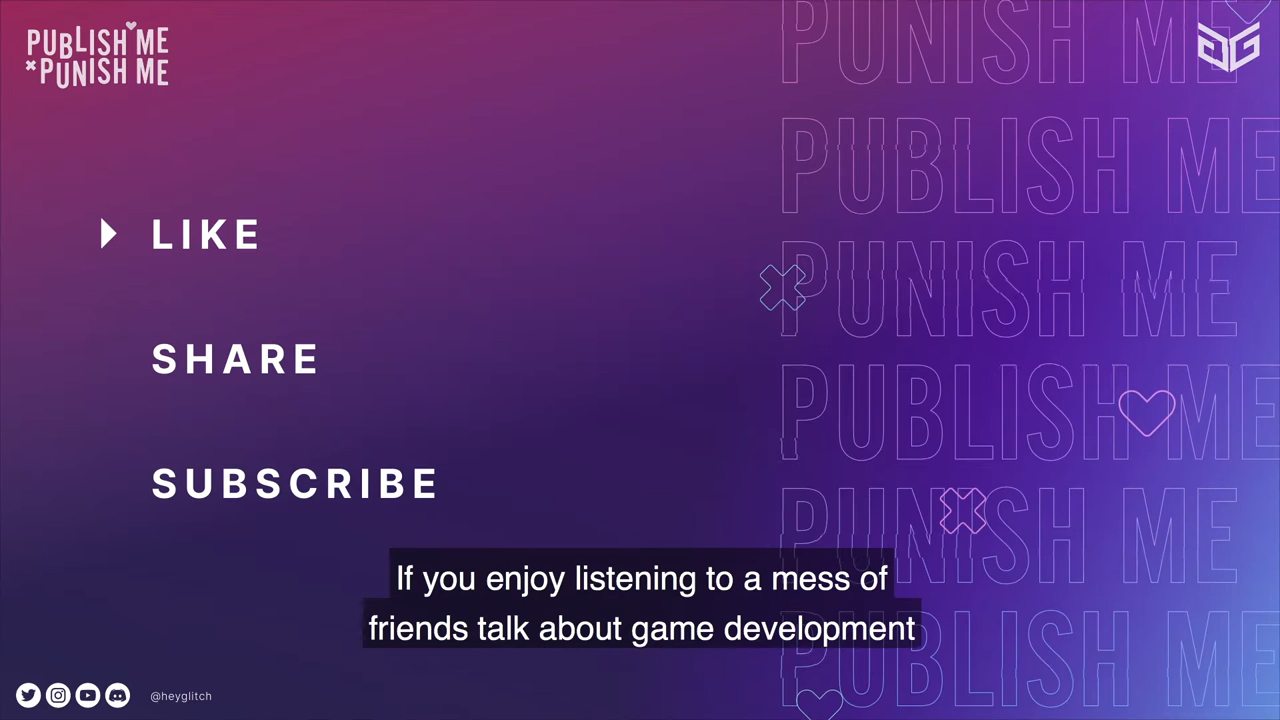 PUBLISH ME
PUNISH ME
PUNISH ME
PUBLISH ME
PUNISH ME
PUBLISH ME
PUNISH ME
PUBLISH ME
LIKE
SHARE
SUBSCRIBE
If you enjoy listening to a mess of
friends talk about game development
@heyglitch